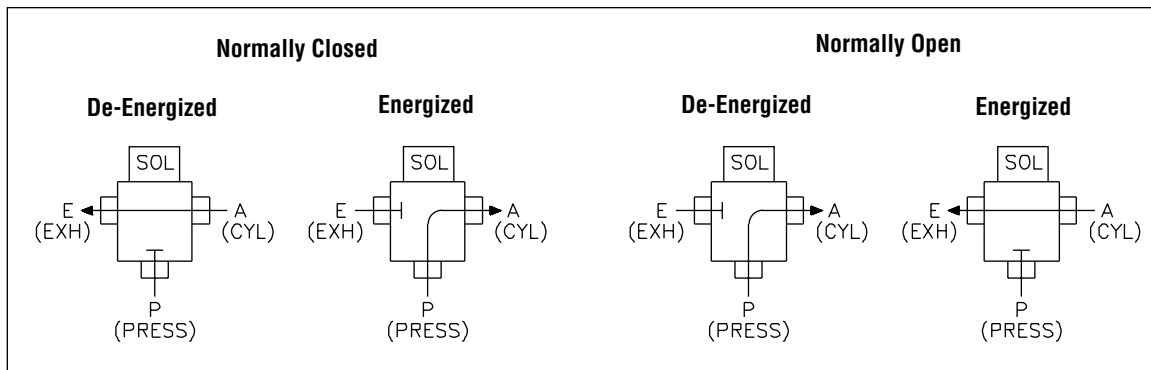 Normally Closed
Normally Open
De-Energized
Energized
De-Energized
Energized
SOL
SOL
SOL
SOL
E
(EXH)
A
(CYL)
P
(PRESS)
E
(EXH)
A
(CYL)
P
(PRESS)
E
(EXH)
A
(CYL)
P
(PRESS)
E
(EXH)
A
(CYL)
P
(PRESS)